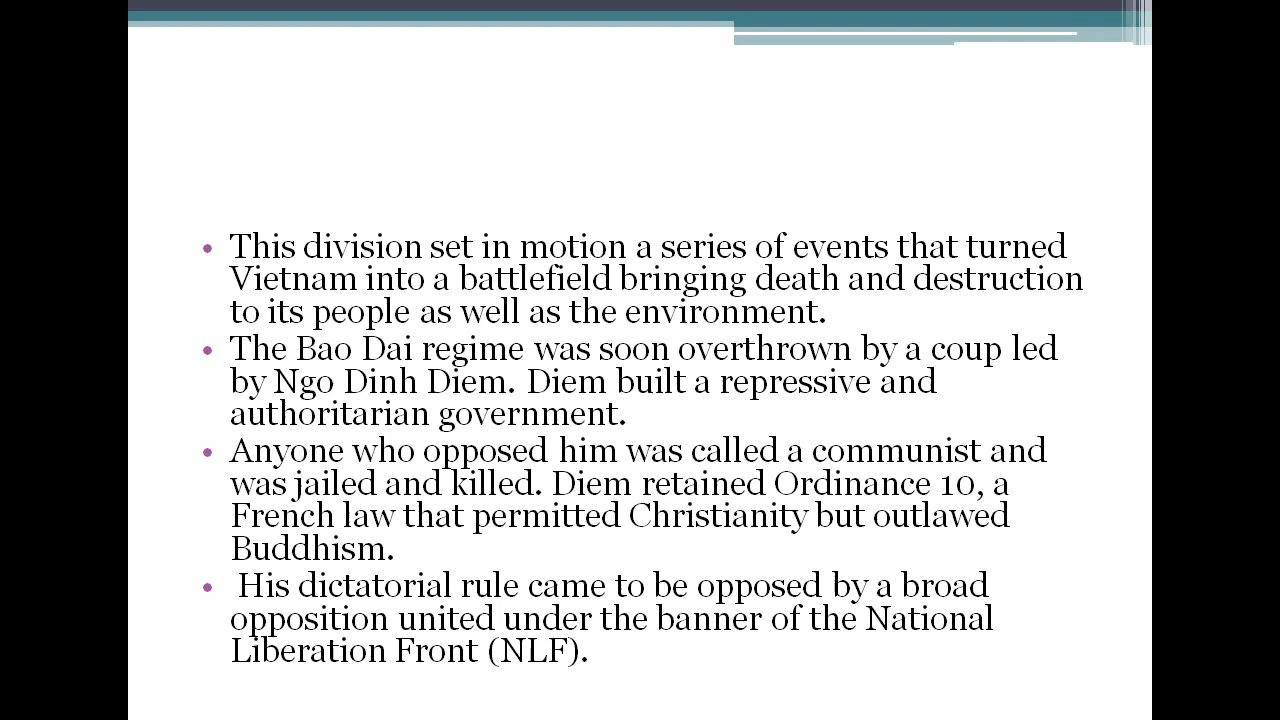 • This division set in motion a series of events that turned
Vietnam into a battlefield bringing death and destruction
to its people as well as the environment.
• The Bao Dai regime was soon overthrown by a coup led
by Ngo Dinh Diem. Diem built a repressive and
authoritarian government.
• Anyone who opposed him was called a communist and
was jailed and killed. Diem retained Ordinance 10, a
French law that permitted Christianity but outlawed
Buddhism.
• His dictatorial rule came to be opposed by a broad
opposition united under the banner of the National
Liberation Front (NLF).